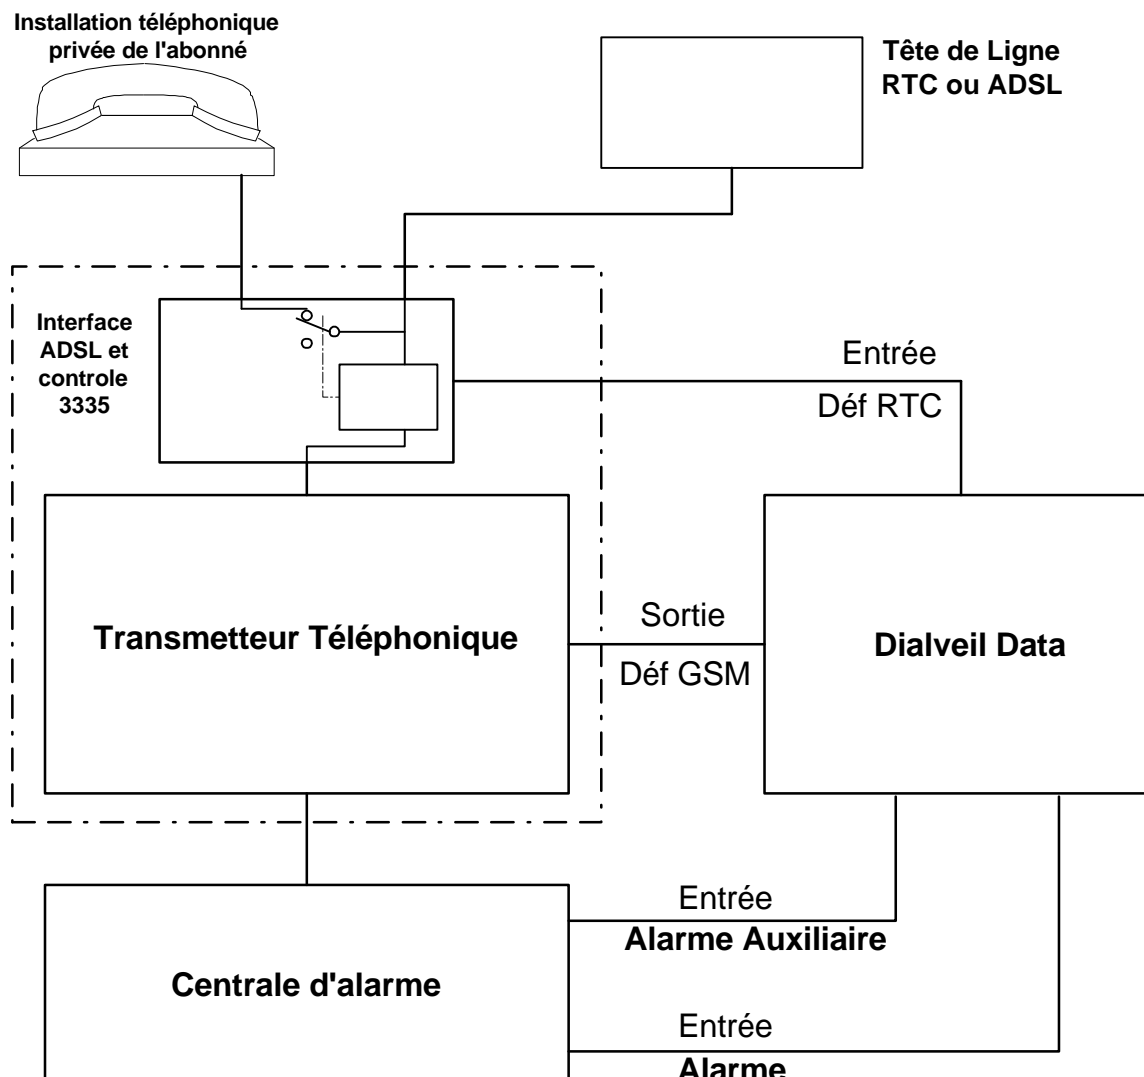 Installation téléphonique
privée de l'abonné
Tête de Ligne
RTC ou ADSL
Interface
ADSL et
controle
3335
Entrée
Déf RTC
Transmetteur Téléphonique
Sortie
Déf GSM
Dialveil Data
Entrée
Alarme Auxiliaire
Centrale d'alarme
Entrée
Alarme